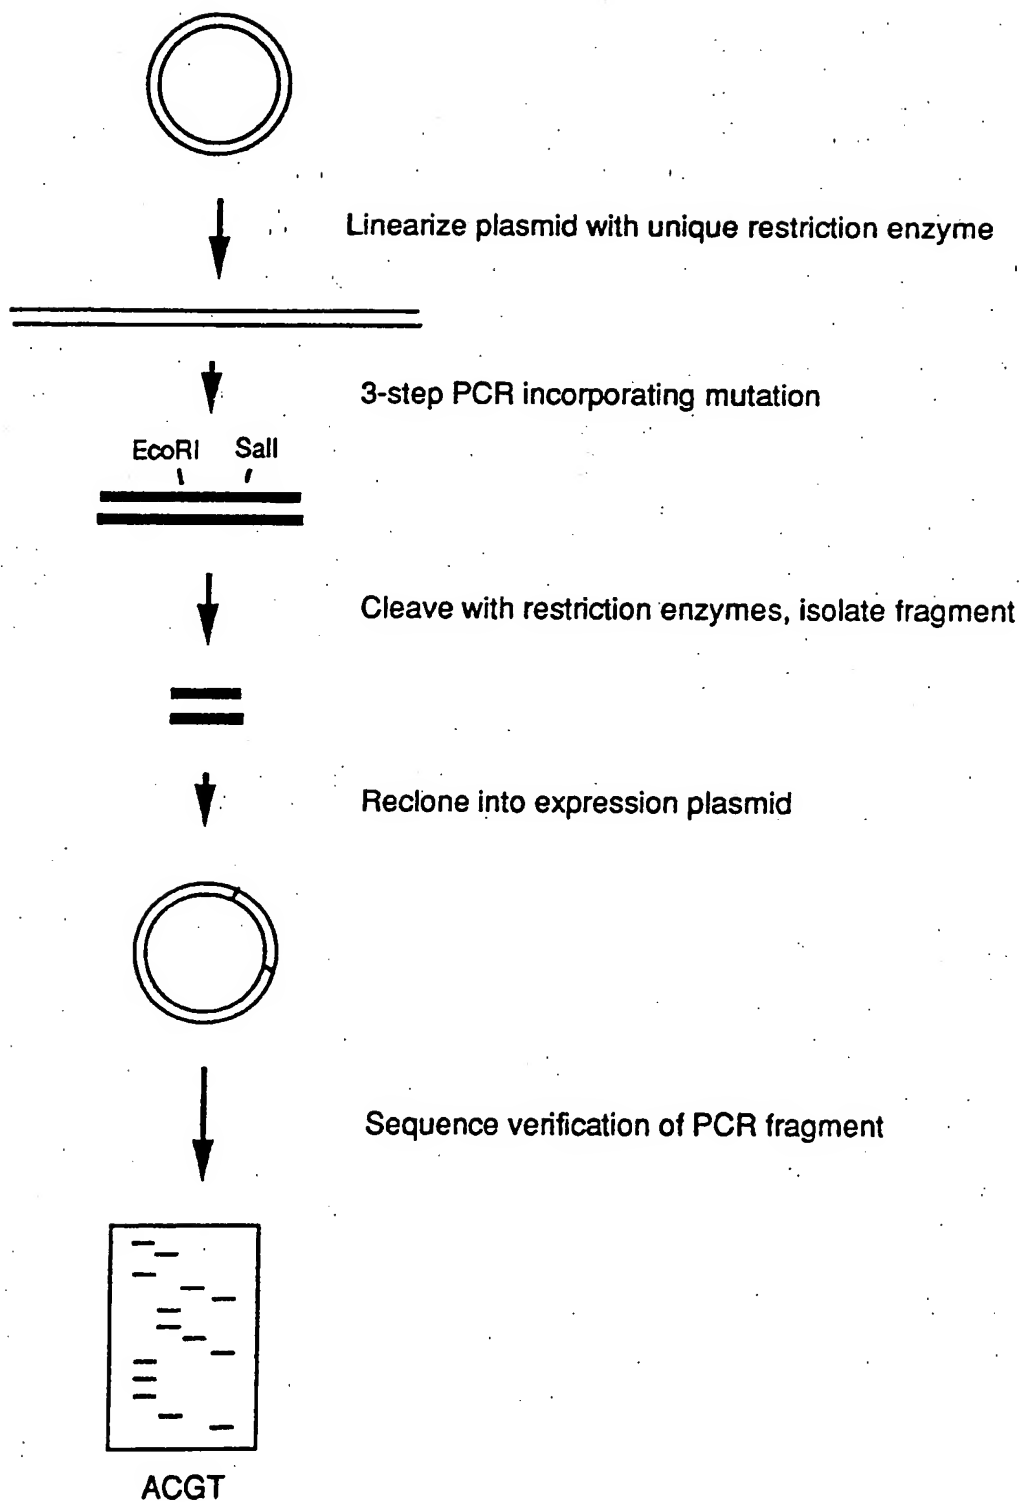 Linearize plasmid with unique restriction enzyme
3-step PCR incorporating mutation
EcoRI SalI
Cleave with restriction enzymes, isolate fragment
Reclone into expression plasmid
Sequence verification of PCR fragment
ACGT